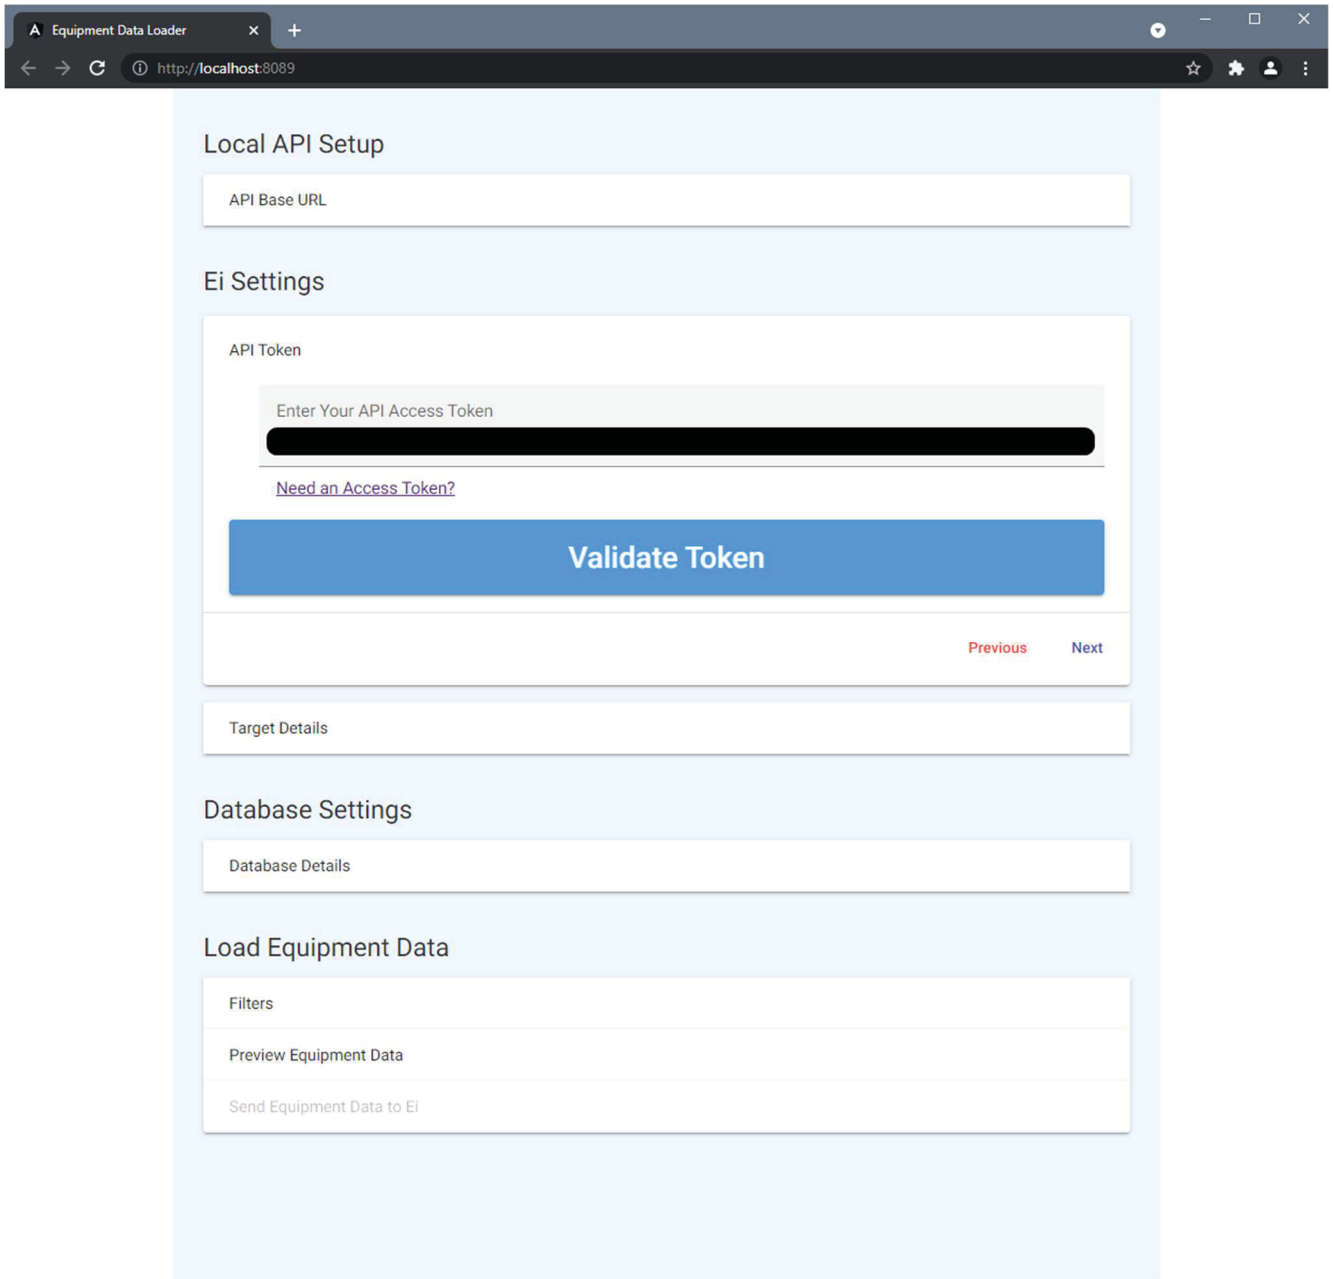 Equipment Data Loader
http://localhost:8089
Local API Setup
API Base URL
Ei Settings
API Token
Enter Your API Access Token
Need an Access Token?
Validate Token
Previous Next
Target Details
Database Settings
Database Details
Load Equipment Data
Filters
Preview Equipment Data
Send Equipment Data to Ei